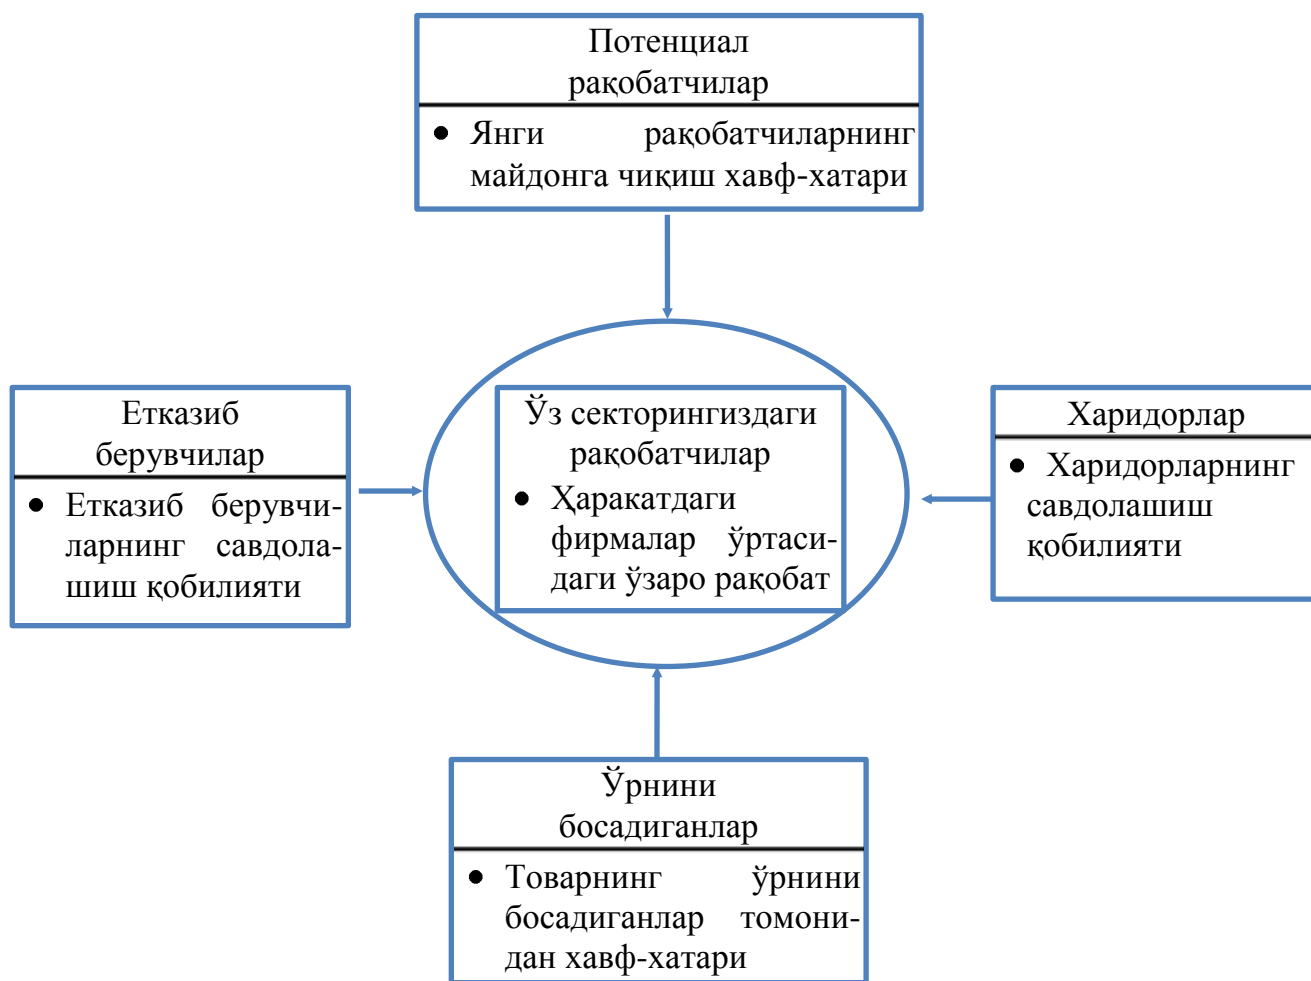 Потенциал
рақобатчилар
● Янги рақобатчиларнинг
майдонга чиқиш хавф-хатари
Етказиб
берувчилар
● Етказиб берувчи-
ларнинг савдола-
шиш қобилияти
Ўз секторингиздаги
рақобатчилар
● Ҳаракатдаги
фирмалар ўртаси-
даги ўзаро рақобат
Харидорлар
● Харидорларнинг
савдолашиш
қобилияти
Ўрнини
босадиганлар
● Товарнинг ўрнини
босадиганлар томони-
дан хавф-хатари